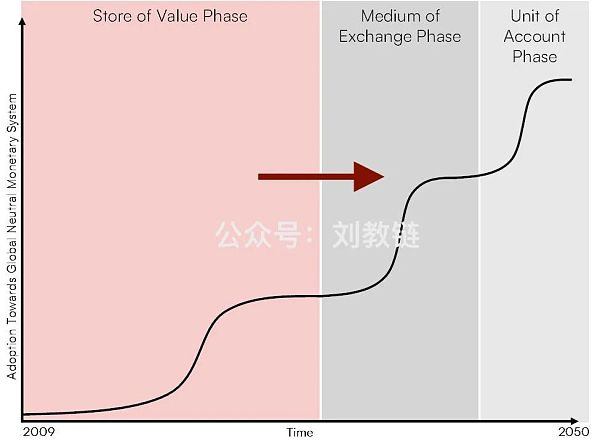 Store of Value Phase
Medium of
Exchange Phase
Unit of
Account
Phase
Adoption Towards Global Neutral Monetary System
公众号：刘教链
2009
Time
2050